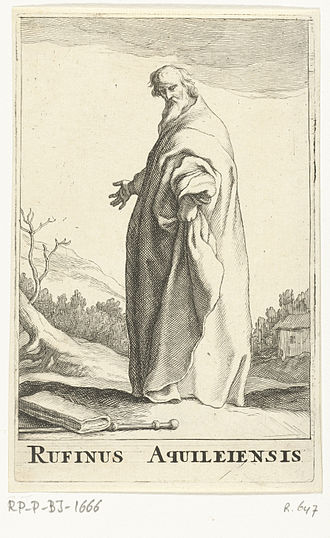 RUFINUS AQUILEIENSIS
RP-P-BJ-1666
R. 647